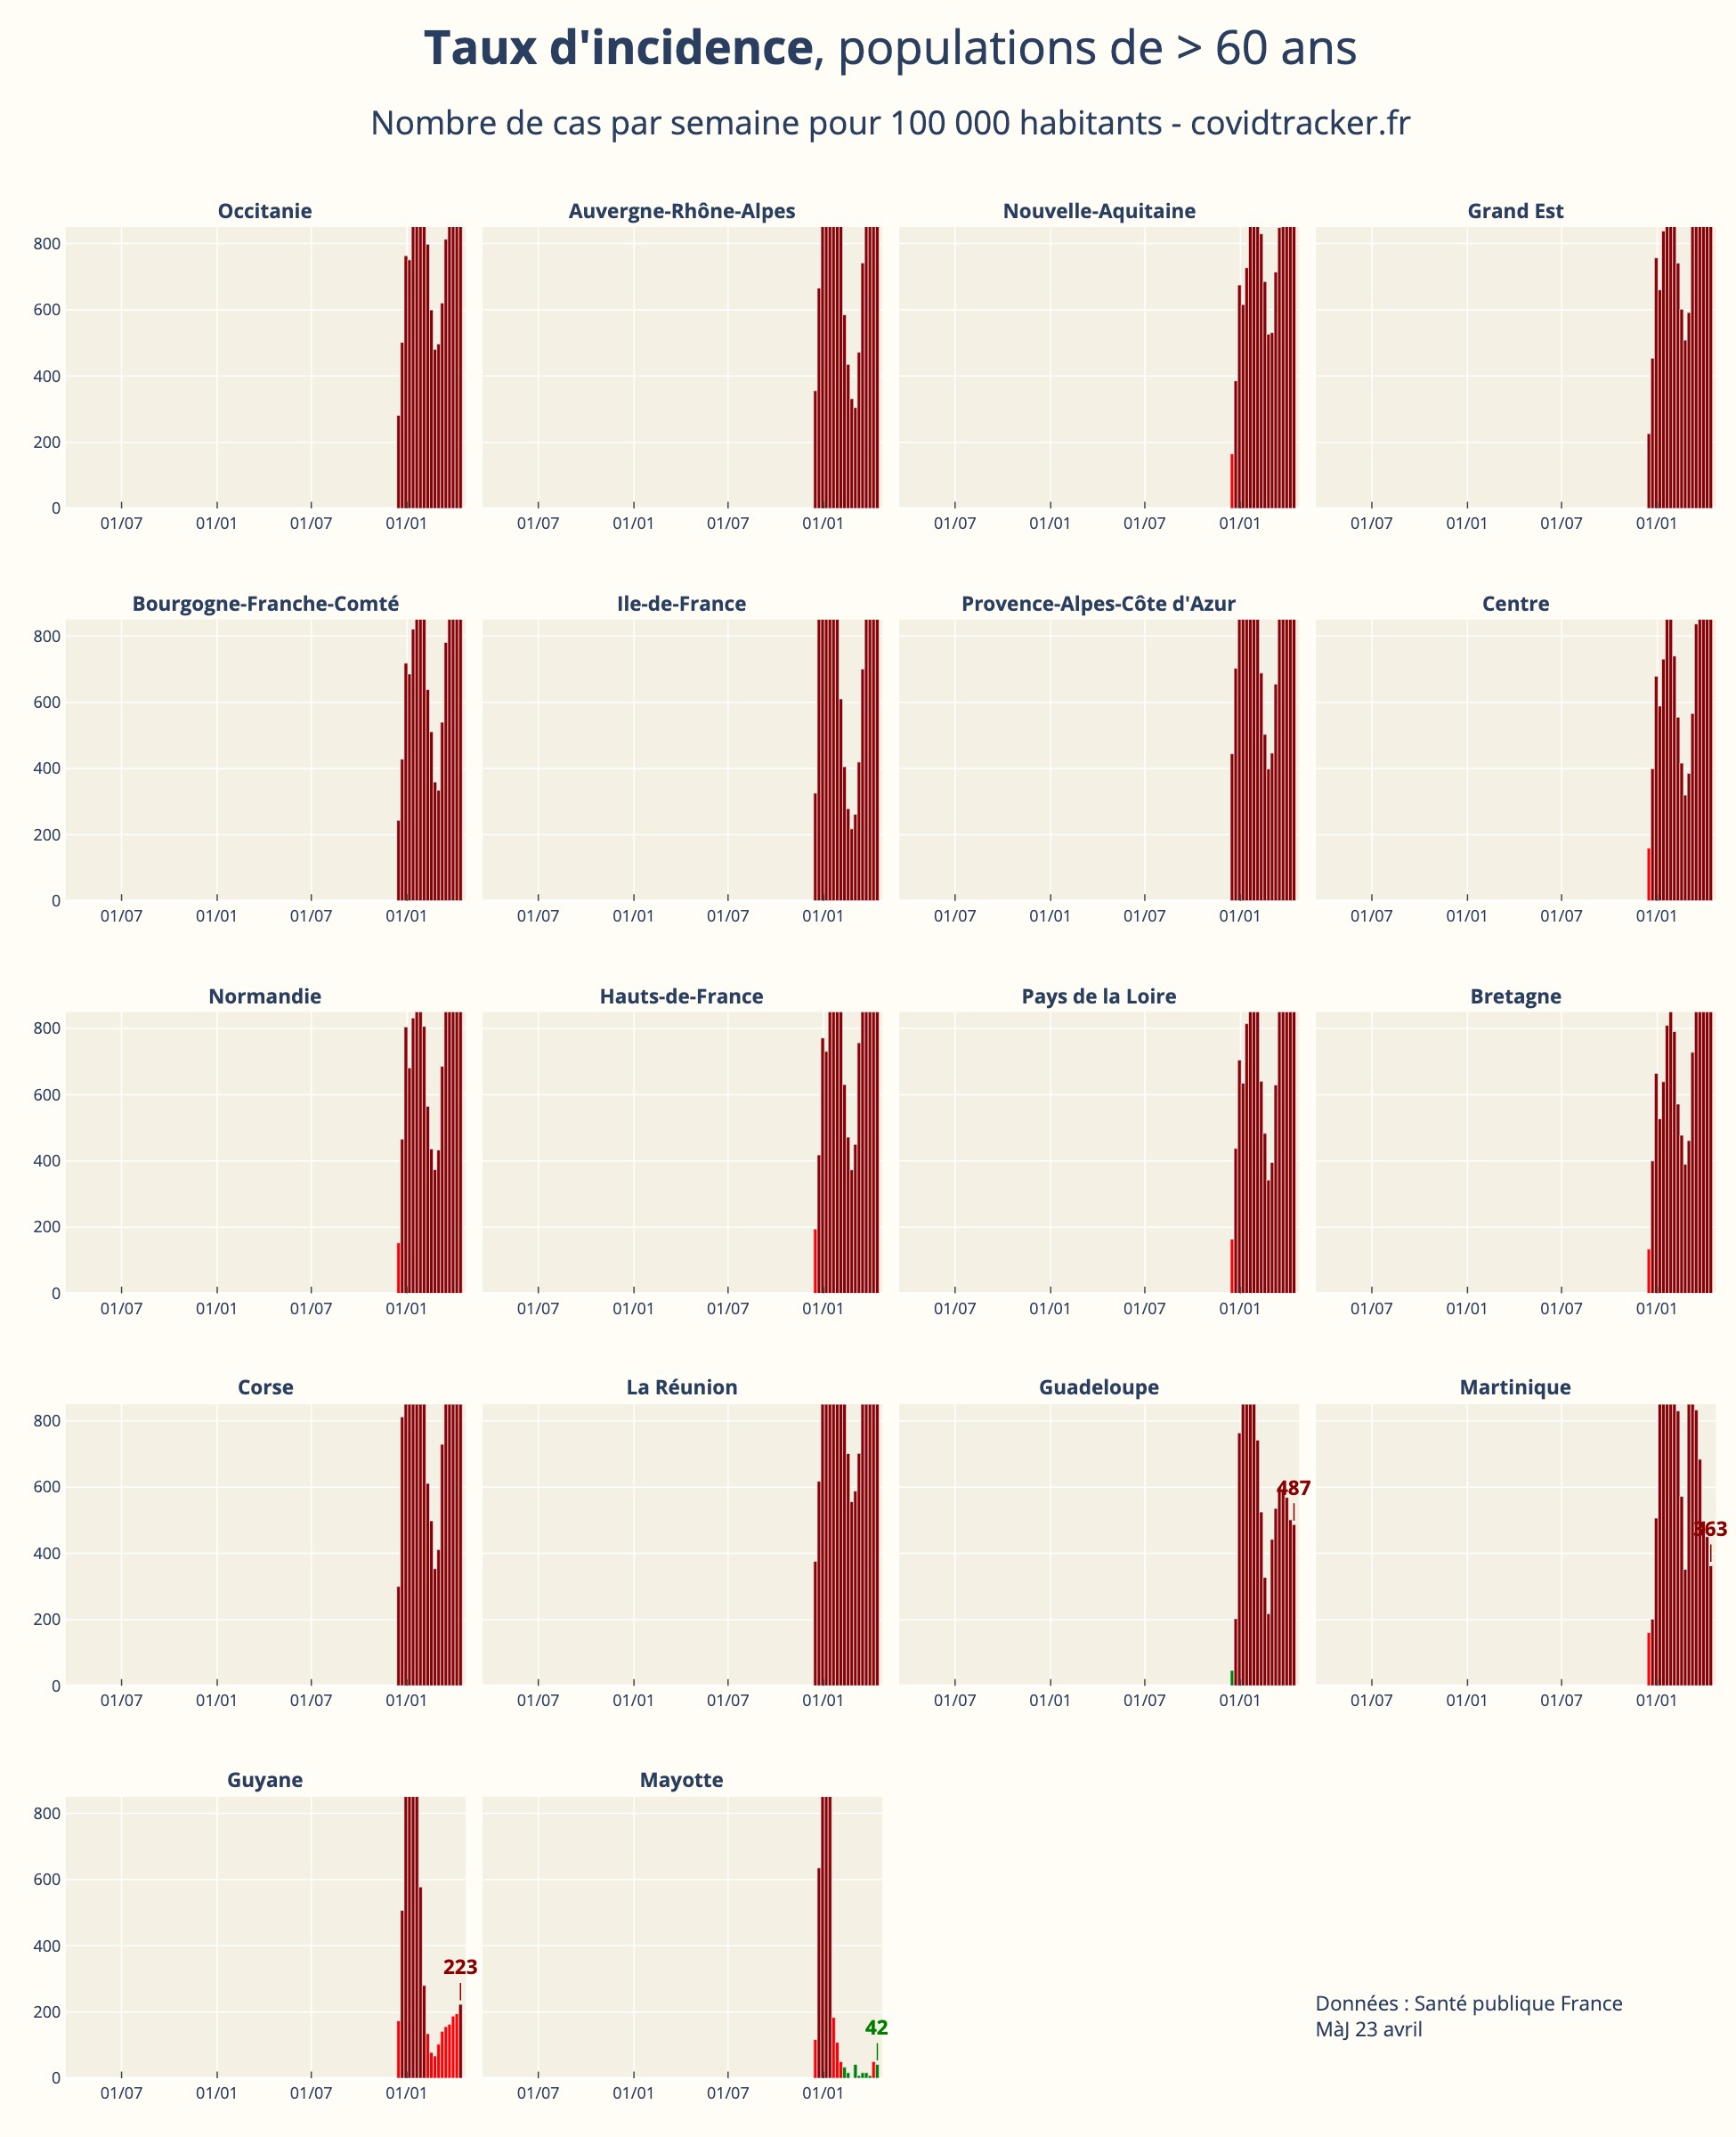 Taux d'incidence, populations de > 60 ans
Nombre de cas par semaine pour 100 000 habitants - covidtracker.fr
Occitanie
Auvergne-Rhône-Alpes
Nouvelle-Aquitaine
Grand Est
800
600
400
200
0
01/07 01/01 01/07 01/01
01/07 01/01 01/07 01/01
01/07 01/01 01/07 01/01
01/07 01/01 01/07 01/01
Bourgogne-Franche-Comté
Ile-de-France
Provence-Alpes-Côte d'Azur
Centre
800
600
400
200
0
01/07 01/01 01/07 01/01
01/07 01/01 01/07 01/01
01/07 01/01 01/07 01/01
01/07 01/01 01/07 01/01
Normandie
Hauts-de-France
Pays de la Loire
Bretagne
800
600
400
200
0
01/07 01/01 01/07 01/01
01/07 01/01 01/07 01/01
01/07 01/01 01/07 01/01
01/07 01/01 01/07 01/01
Corse
La Réunion
Guadeloupe
Martinique
800
600
400
200
0
487
363
01/07 01/01 01/07 01/01
01/07 01/01 01/07 01/01
01/07 01/01 01/07 01/01
01/07 01/01 01/07 01/01
Guyane
Mayotte
800
600
400
200
0
223
42
01/07 01/01 01/07 01/01
01/07 01/01 01/07 01/01
Données : Santé publique France
MàJ 23 avril